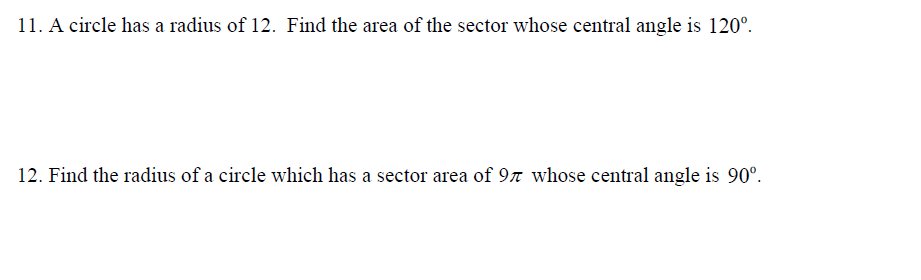 11. A circle has a radius of 12. Find the area of the sector whose central angle is 120°.
12. Find the radius of a circle which has a sector area of 9π whose central angle is 90°.